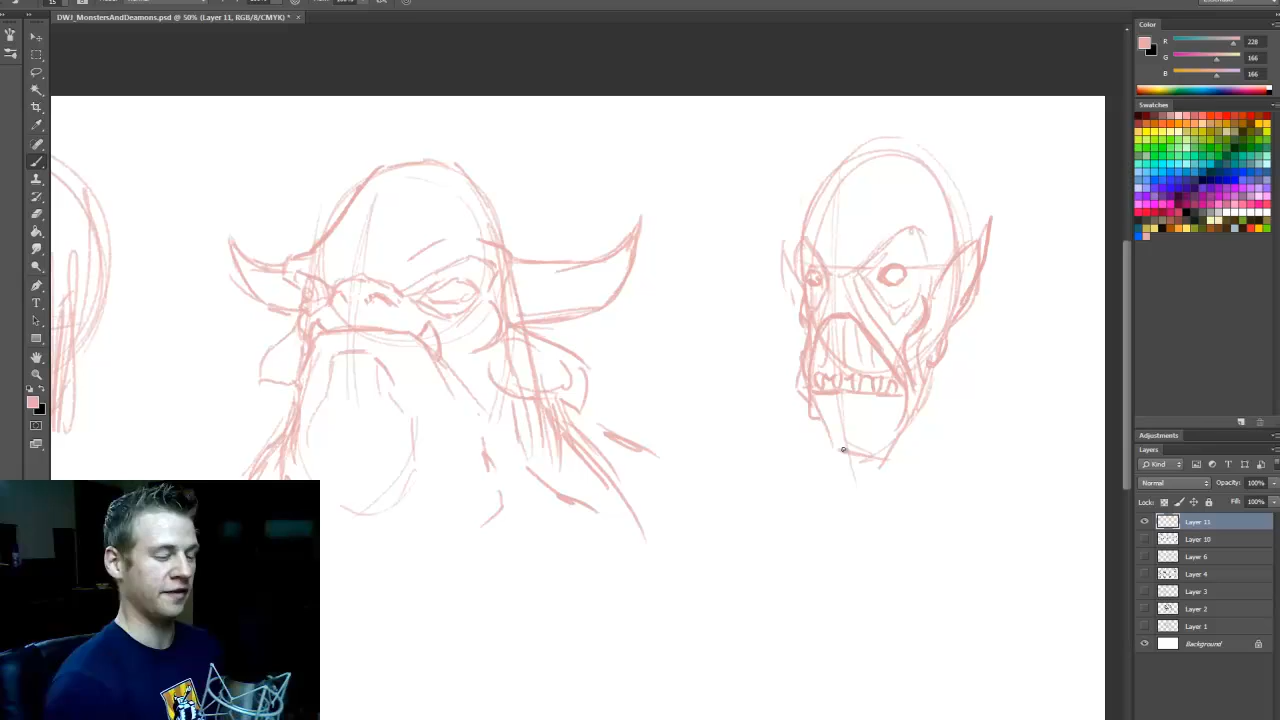 15
DWJ_MonstersAndDeamons.psd @ 50% (Layer 11, RGB/8/CMYK) *
Color
R 228
G 166
B 166
Swatches
Adjustments
Layers
Kind
Normal Opacity: 100%
Lock: Fill: 100%
Layer 11
Layer 10
Layer 6
Layer 4
Layer 3
Layer 2
Layer 1
Background